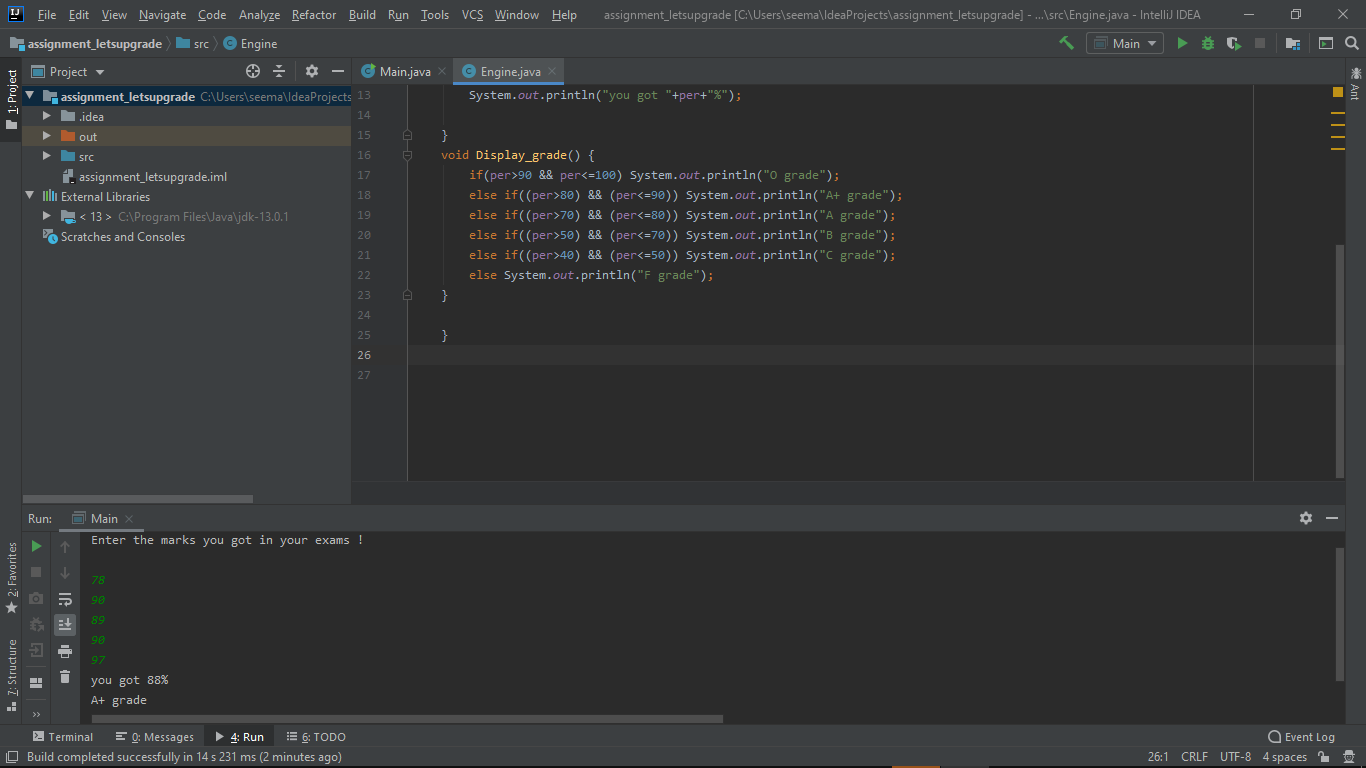 File Edit View Navigate Code Analyze Refactor Build Run Tools VCS Window Help assignment_letsupgrade [C:\Users\seema\IdeaProjects\assignment_letsupgrade] - ...\src\Engine.java - IntelliJ IDEA
assignment_letsupgrade src Engine Main
1: Project
Project
Main.java Engine.java
Ant
assignment_letsupgrade C:\Users\seema\IdeaProjects
.idea
out
src
assignment_letsupgrade.iml
External Libraries
< 13 > C:\Program Files\Java\jdk-13.0.1
Scratches and Consoles
13 System.out.println("you got "+per+"%");
14
15 }
16 void Display_grade() {
17 if(per>90 && per<=100) System.out.println("O grade");
18 else if((per>80) && (per<=90)) System.out.println("A+ grade");
19 else if((per>70) && (per<=80)) System.out.println("A grade");
20 else if((per>50) && (per<=70)) System.out.println("B grade");
21 else if((per>40) && (per<=50)) System.out.println("C grade");
22 else System.out.println("F grade");
23 }
24
25 }
26
27
Run: Main
2: Favorites
7: Structure
Enter the marks you got in your exams !
78
90
89
90
97
you got 88%
A+ grade
Terminal 0: Messages 4: Run 6: TODO Event Log
Build completed successfully in 14 s 231 ms (2 minutes ago) 26:1 CRLF UTF-8 4 spaces